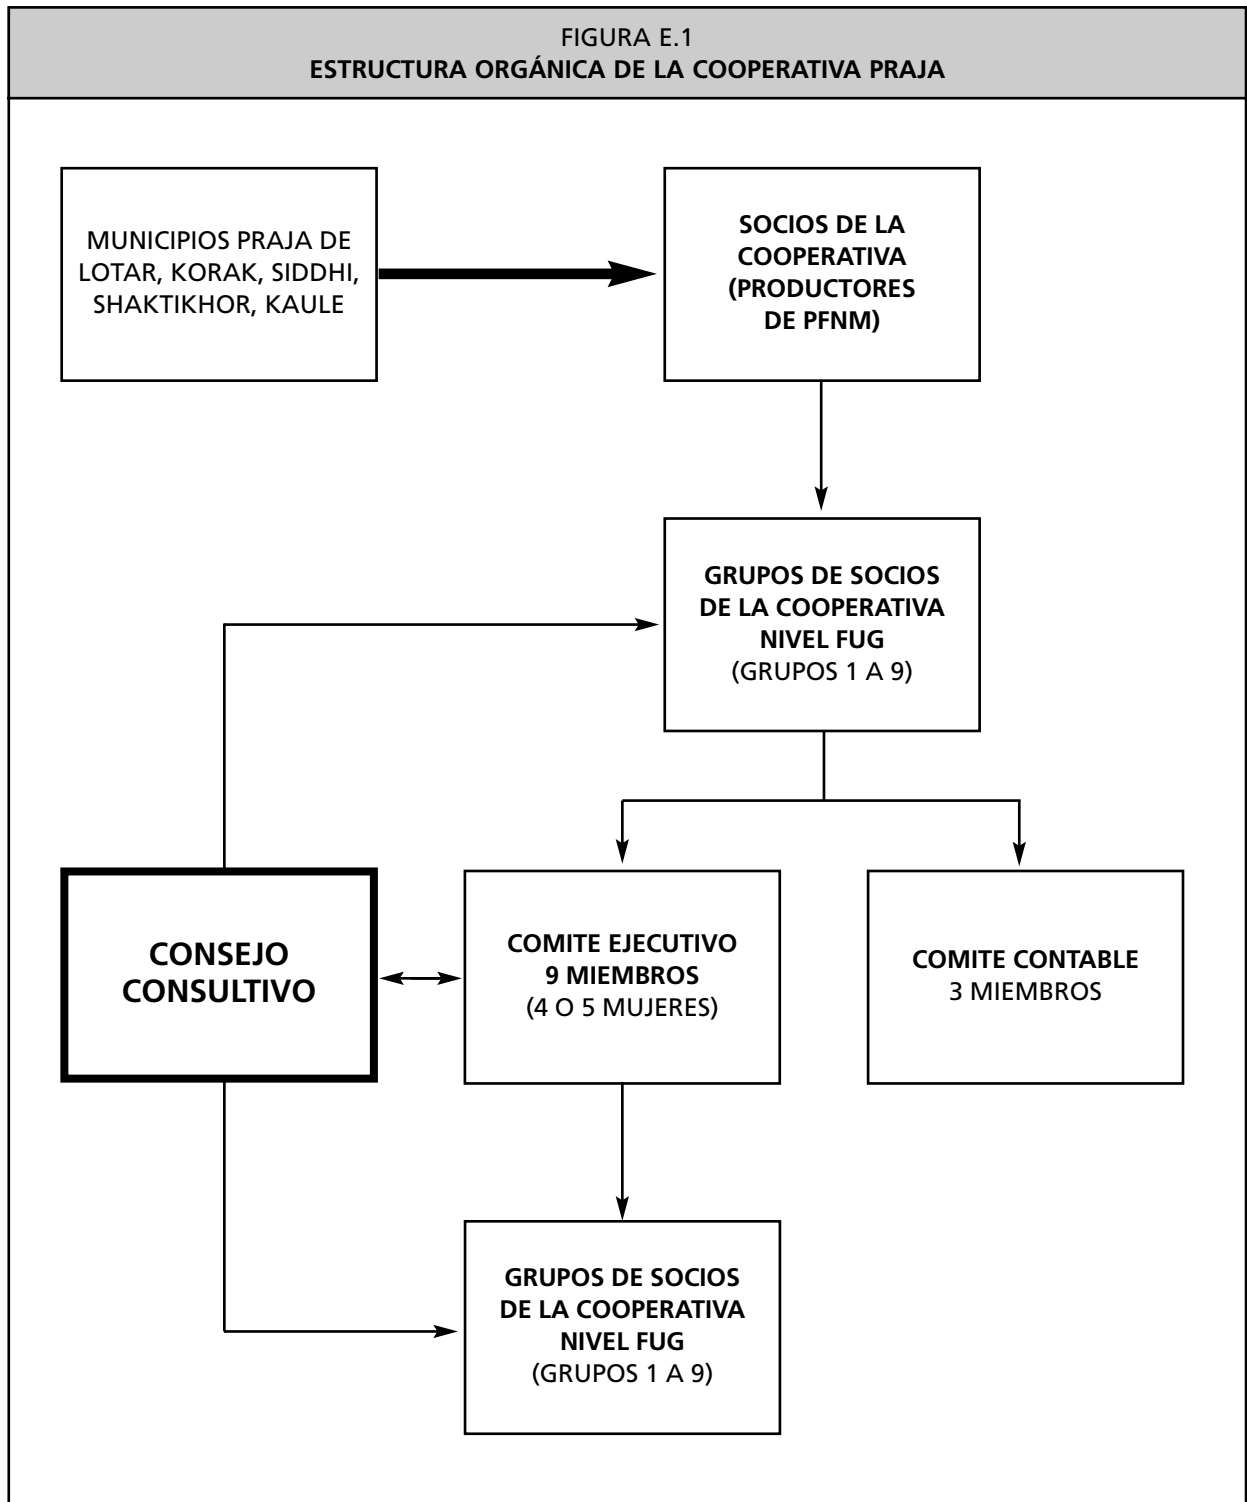 FIGURA E.1
ESTRUCTURA ORGÁNICA DE LA COOPERATIVA PRAJA
MUNICIPIOS PRAJA DE
LOTAR, KORAK, SIDDHI,
SHAKTIKHOR, KAULE
SOCIOS DE LA
COOPERATIVA
(PRODUCTORES
DE PFNM)
GRUPOS DE SOCIOS
DE LA COOPERATIVA
NIVEL FUG
(GRUPOS 1 A 9)
CONSEJO
CONSULTIVO
COMITE EJECUTIVO
9 MIEMBROS
(4 O 5 MUJERES)
COMITE CONTABLE
3 MIEMBROS
GRUPOS DE SOCIOS
DE LA COOPERATIVA
NIVEL FUG
(GRUPOS 1 A 9)